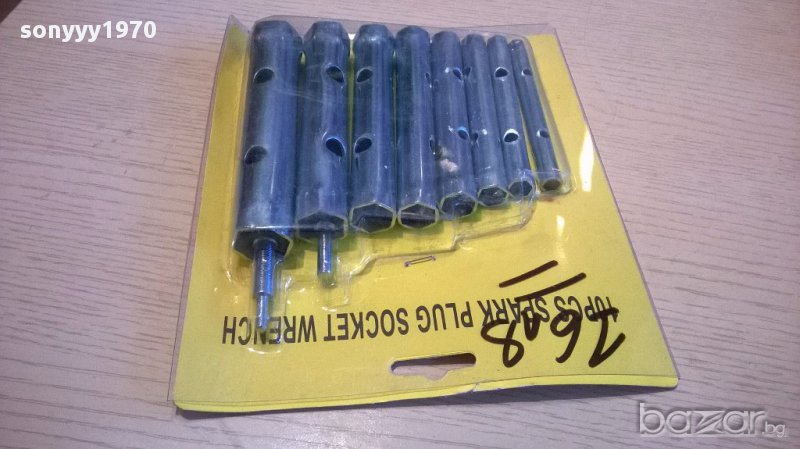 sonyyy1970
10PCS SPARK PLUG SOCKET WRENCH
bazar.bg